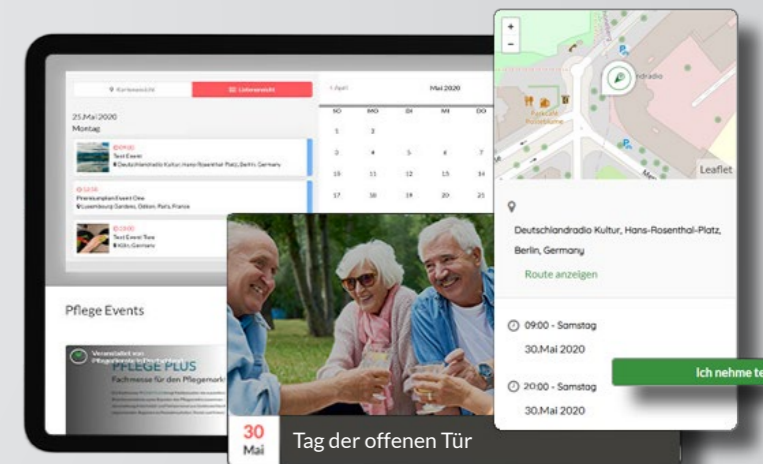 Kartenansicht
Listenansicht
25.Mai 2020
Montag
09:00
Test Event
Deutschlandradio Kultur, Hans-Rosenthal-Platz, Berlin, Germany
Premiumplan Event One
Luxembourg Gardens, Odéon, Paris, France
Test Event Two
Köln, Germany
< April
Mai 2020
SO MO DI MI DO
1 2
3 4 5 6 7
10 11 12 13 14
17 18 19 20 21
Pflege Events
Veranstaltet von
PFLEGE PLUS
Fachmesse für den Pflegemarkt
30
Mai
Tag der offenen Tür
+
-
Leaflet
Deutschlandradio Kultur, Hans-Rosenthal-Platz,
Berlin, Germany
Route anzeigen
09:00 - Samstag
30.Mai 2020
20:00 - Samstag
30.Mai 2020
Ich nehme te